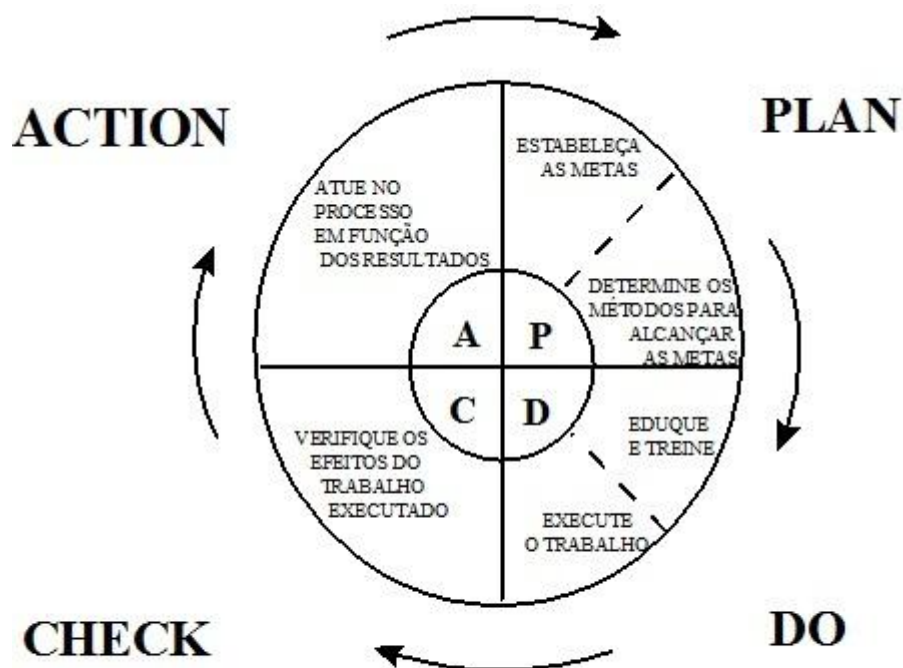 ACTION
PLAN
ESTABELEÇA
AS METAS
ATUE NO
PROCESSO
EM FUNÇÃO
DOS RESULTADOS
DETERMINE OS
MÉTODOS PARA
ALCANÇAR
AS METAS
A
P
C
D
EDUQUE
E TREINE
VERIFIQUE OS
EFEITOS DO
TRABALHO
EXECUTADO
EXECUTE
O TRABALHO
CHECK
DO